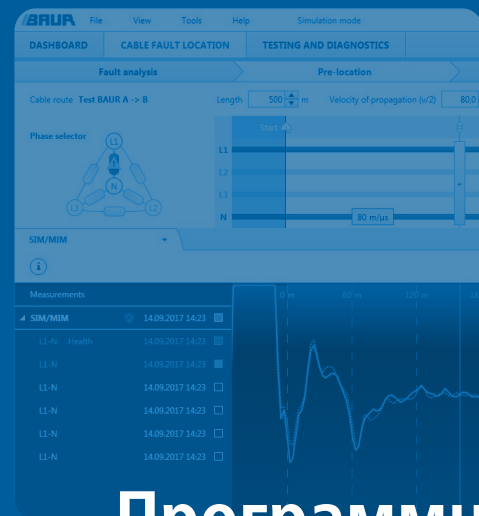 BAUR File View Tools Help Simulation mode
DASHBOARD CABLE FAULT LOCATION TESTING AND DIAGNOSTICS
Fault analysis Pre-location
Cable route Test BAUR A -> B Length 500 m Velocity of propagation (v/2) 80,0
Start
Phase selector
L1
L1
L2
L3
N
L3
L2
N
80 m/µs
SIM/MIM
i
Measurements
0 m 60 m 120 m
SIM/MIM 14.09.2017 14:23
L1-N Health 14.09.2017 14:23
L1-N 14.09.2017 14:23
L1-N 14.09.2017 14:23
L1-N 14.09.2017 14:23
L1-N 14.09.2017 14:23
L1-N 14.09.2017 14:23